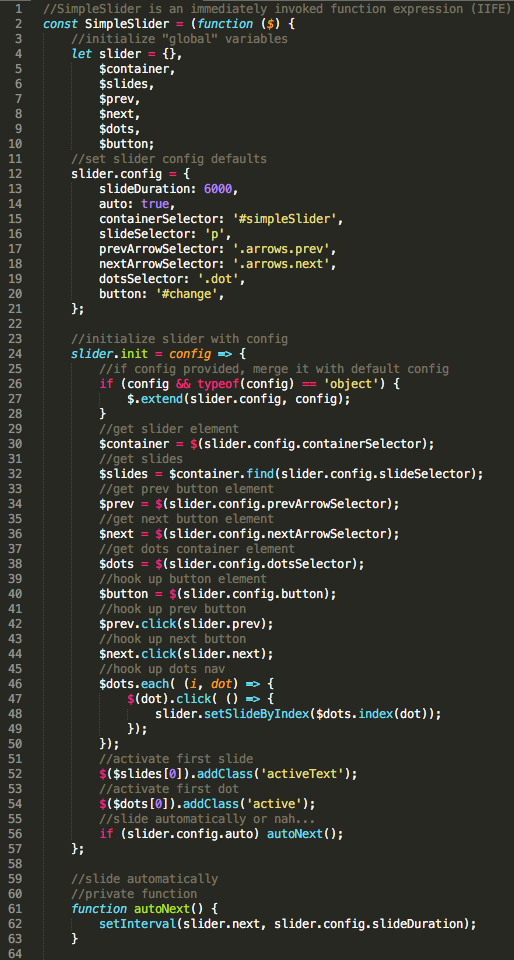 1 //SimpleSlider is an immediately invoked function expression (IIFE)
2 const SimpleSlider = (function ($) {
3     //initialize "global" variables
4     let slider = {},
5         $container,
6         $slides,
7         $prev,
8         $next,
9         $dots,
10         $button;
11     //set slider config defaults
12     slider.config = {
13         slideDuration: 6000,
14         auto: true,
15         containerSelector: '#simpleSlider',
16         slideSelector: 'p',
17         prevArrowSelector: '.arrows.prev',
18         nextArrowSelector: '.arrows.next',
19         dotsSelector: '.dot',
20         button: '#change',
21     };
22
23     //initialize slider with config
24     slider.init = config => {
25         //if config provided, merge it with default config
26         if (config && typeof(config) == 'object') {
27             $.extend(slider.config, config);
28         }
29         //get slider element
30         $container = $(slider.config.containerSelector);
31         //get slides
32         $slides = $container.find(slider.config.slideSelector);
33         //get prev button element
34         $prev = $(slider.config.prevArrowSelector);
35         //get next button element
36         $next = $(slider.config.nextArrowSelector);
37         //get dots container element
38         $dots = $(slider.config.dotsSelector);
39         //hook up button element
40         $button = $(slider.config.button);
41         //hook up prev button
42         $prev.click(slider.prev);
43         //hook up next button
44         $next.click(slider.next);
45         //hook up dots nav
46         $dots.each( (i, dot) => {
47             $(dot).click( () => {
48                 slider.setSlideByIndex($dots.index(dot));
49             });
50         });
51         //activate first slide
52         $($slides[0]).addClass('activeText');
53         //activate first dot
54         $($dots[0]).addClass('active');
55         //slide automatically or nah...
56         if (slider.config.auto) autoNext();
57     };
58
59     //slide automatically
60     //private function
61     function autoNext() {
62         setInterval(slider.next, slider.config.slideDuration);
63     }
64